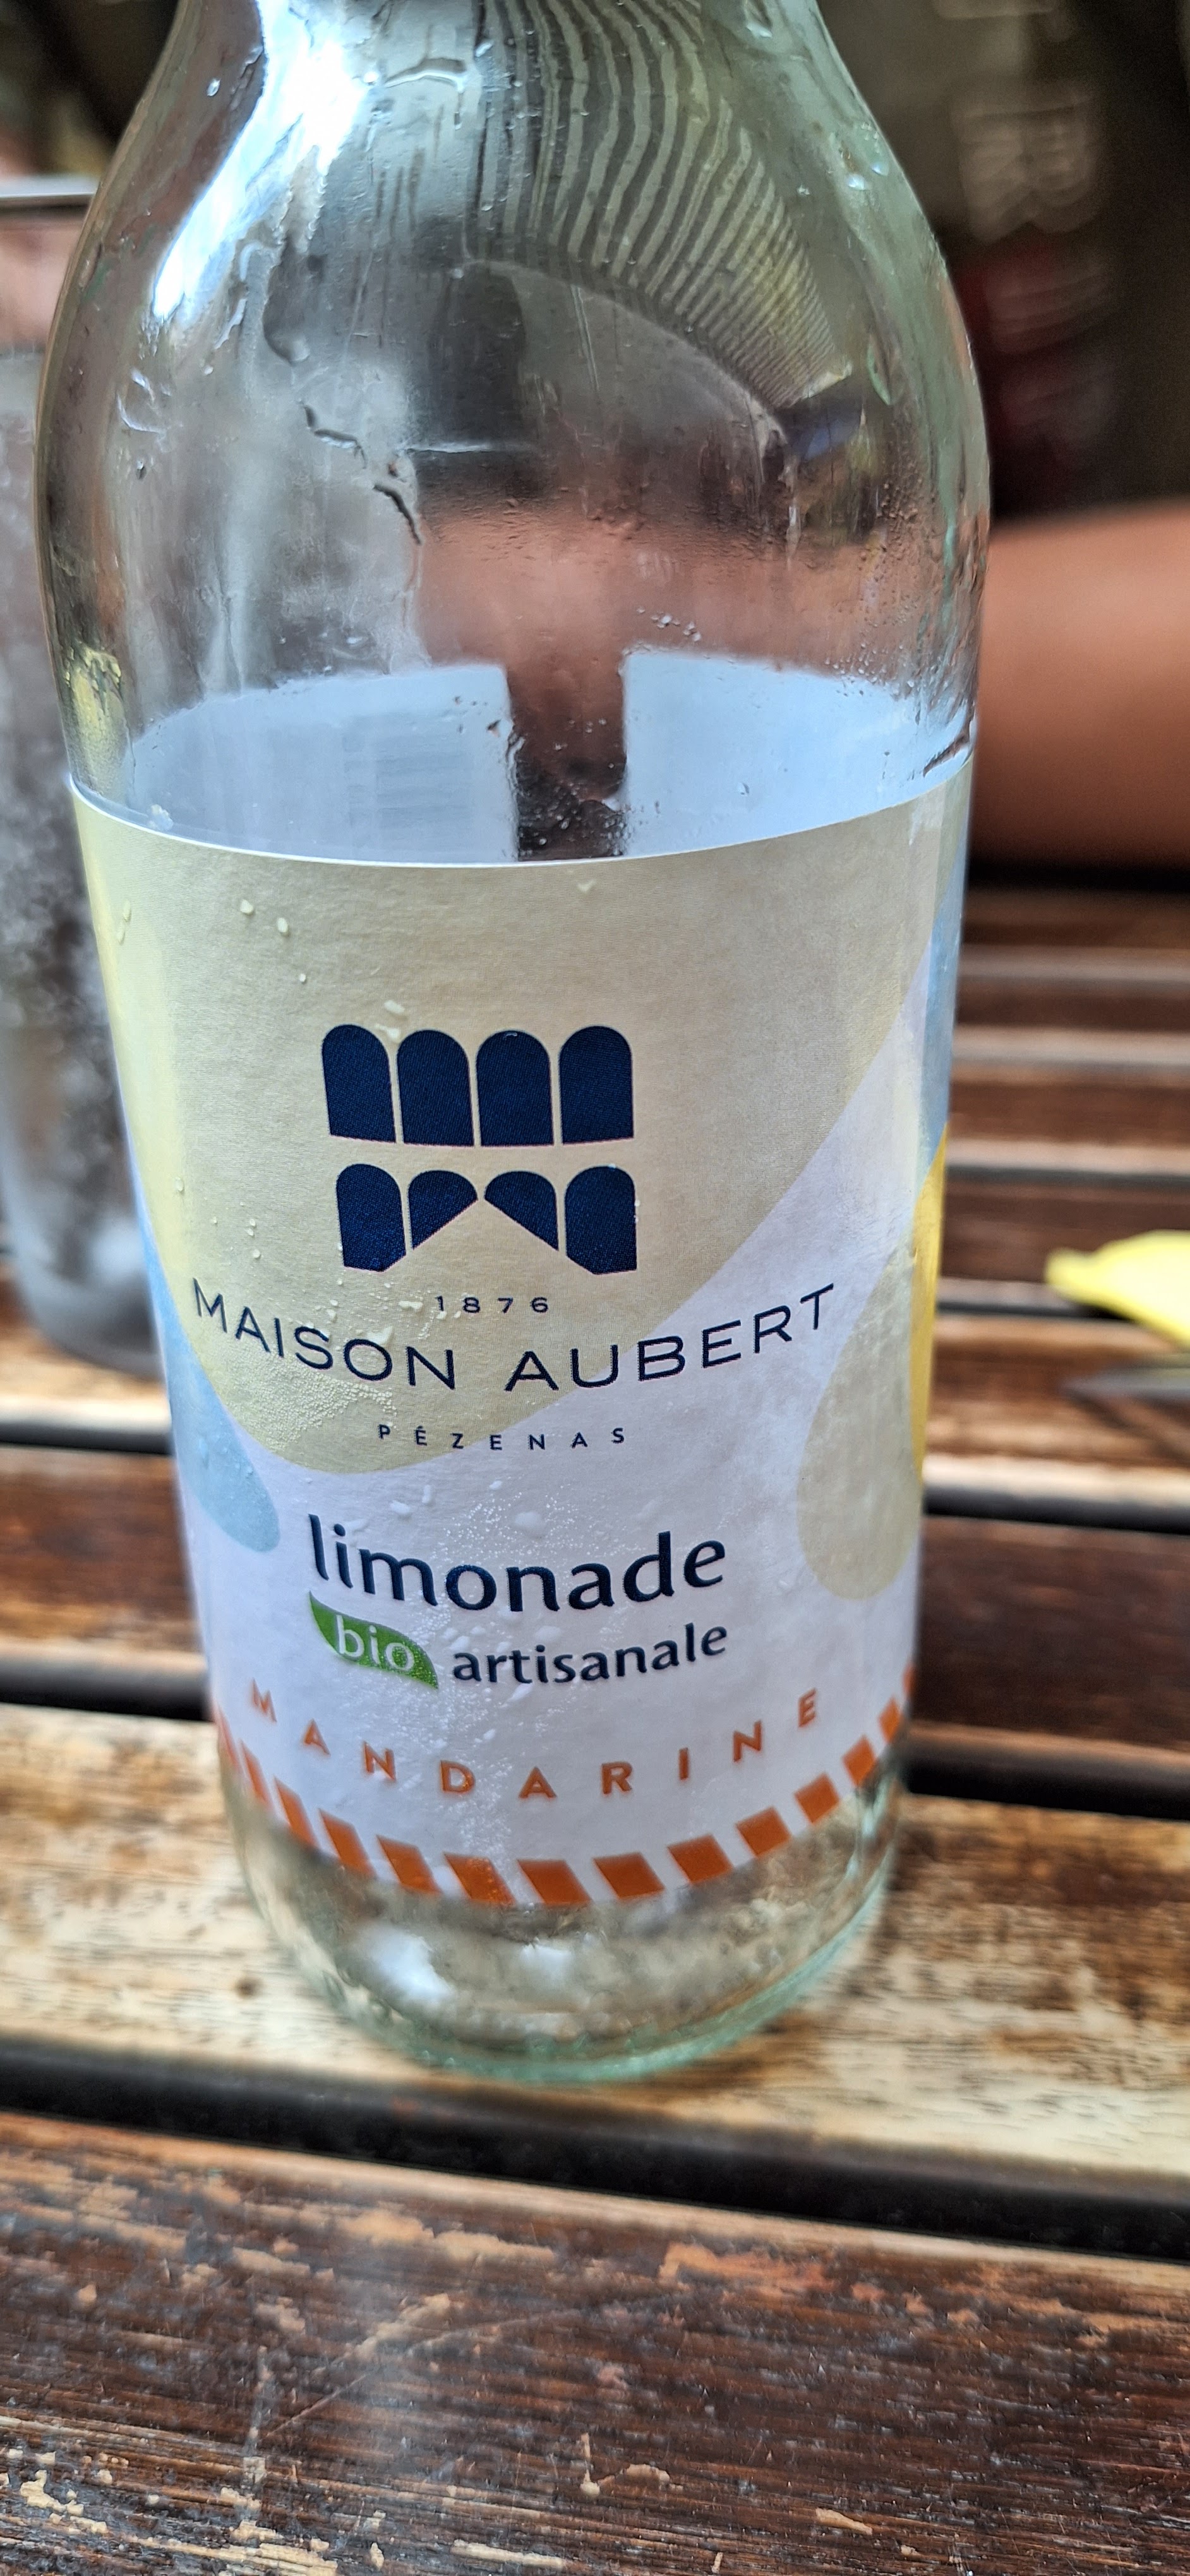 1876
MAISON AUBERT
PÉZENAS
limonade
bio artisanale
MANDARINE